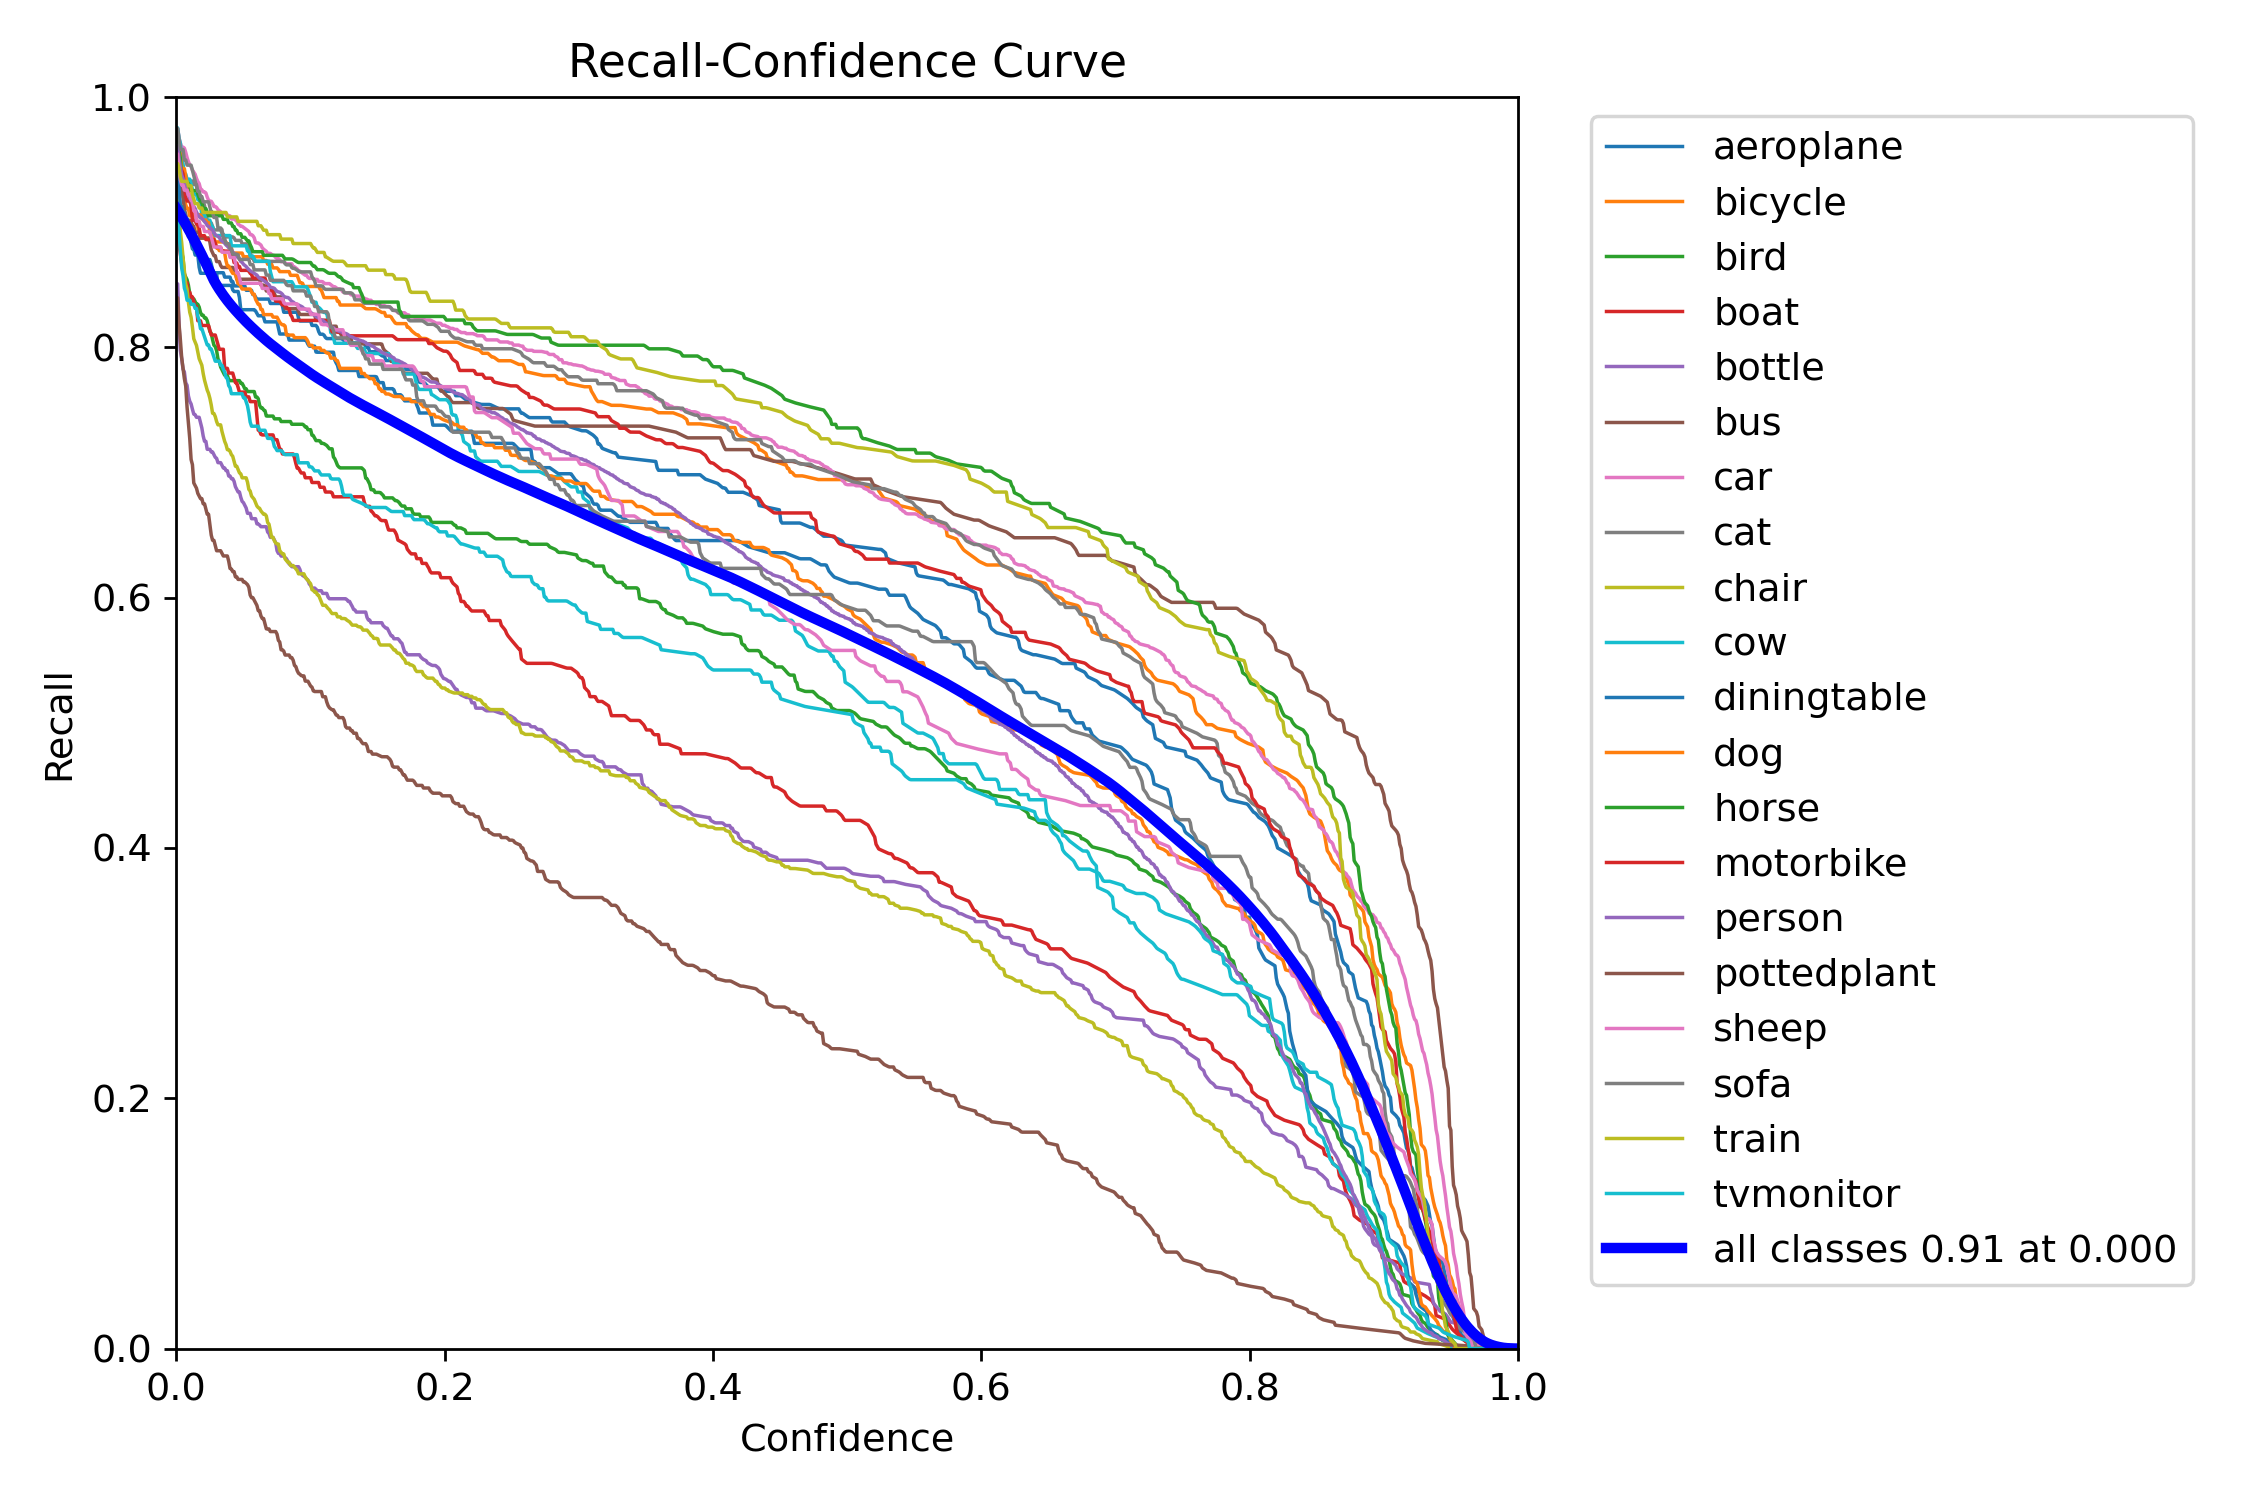 Recall-Confidence Curve
1.0
0.8
0.6
0.4
0.2
0.0
Recall
0.0 0.2 0.4 0.6 0.8 1.0
Confidence
aeroplane
bicycle
bird
boat
bottle
bus
car
cat
chair
cow
diningtable
dog
horse
motorbike
person
pottedplant
sheep
sofa
train
tvmonitor
all classes 0.91 at 0.000